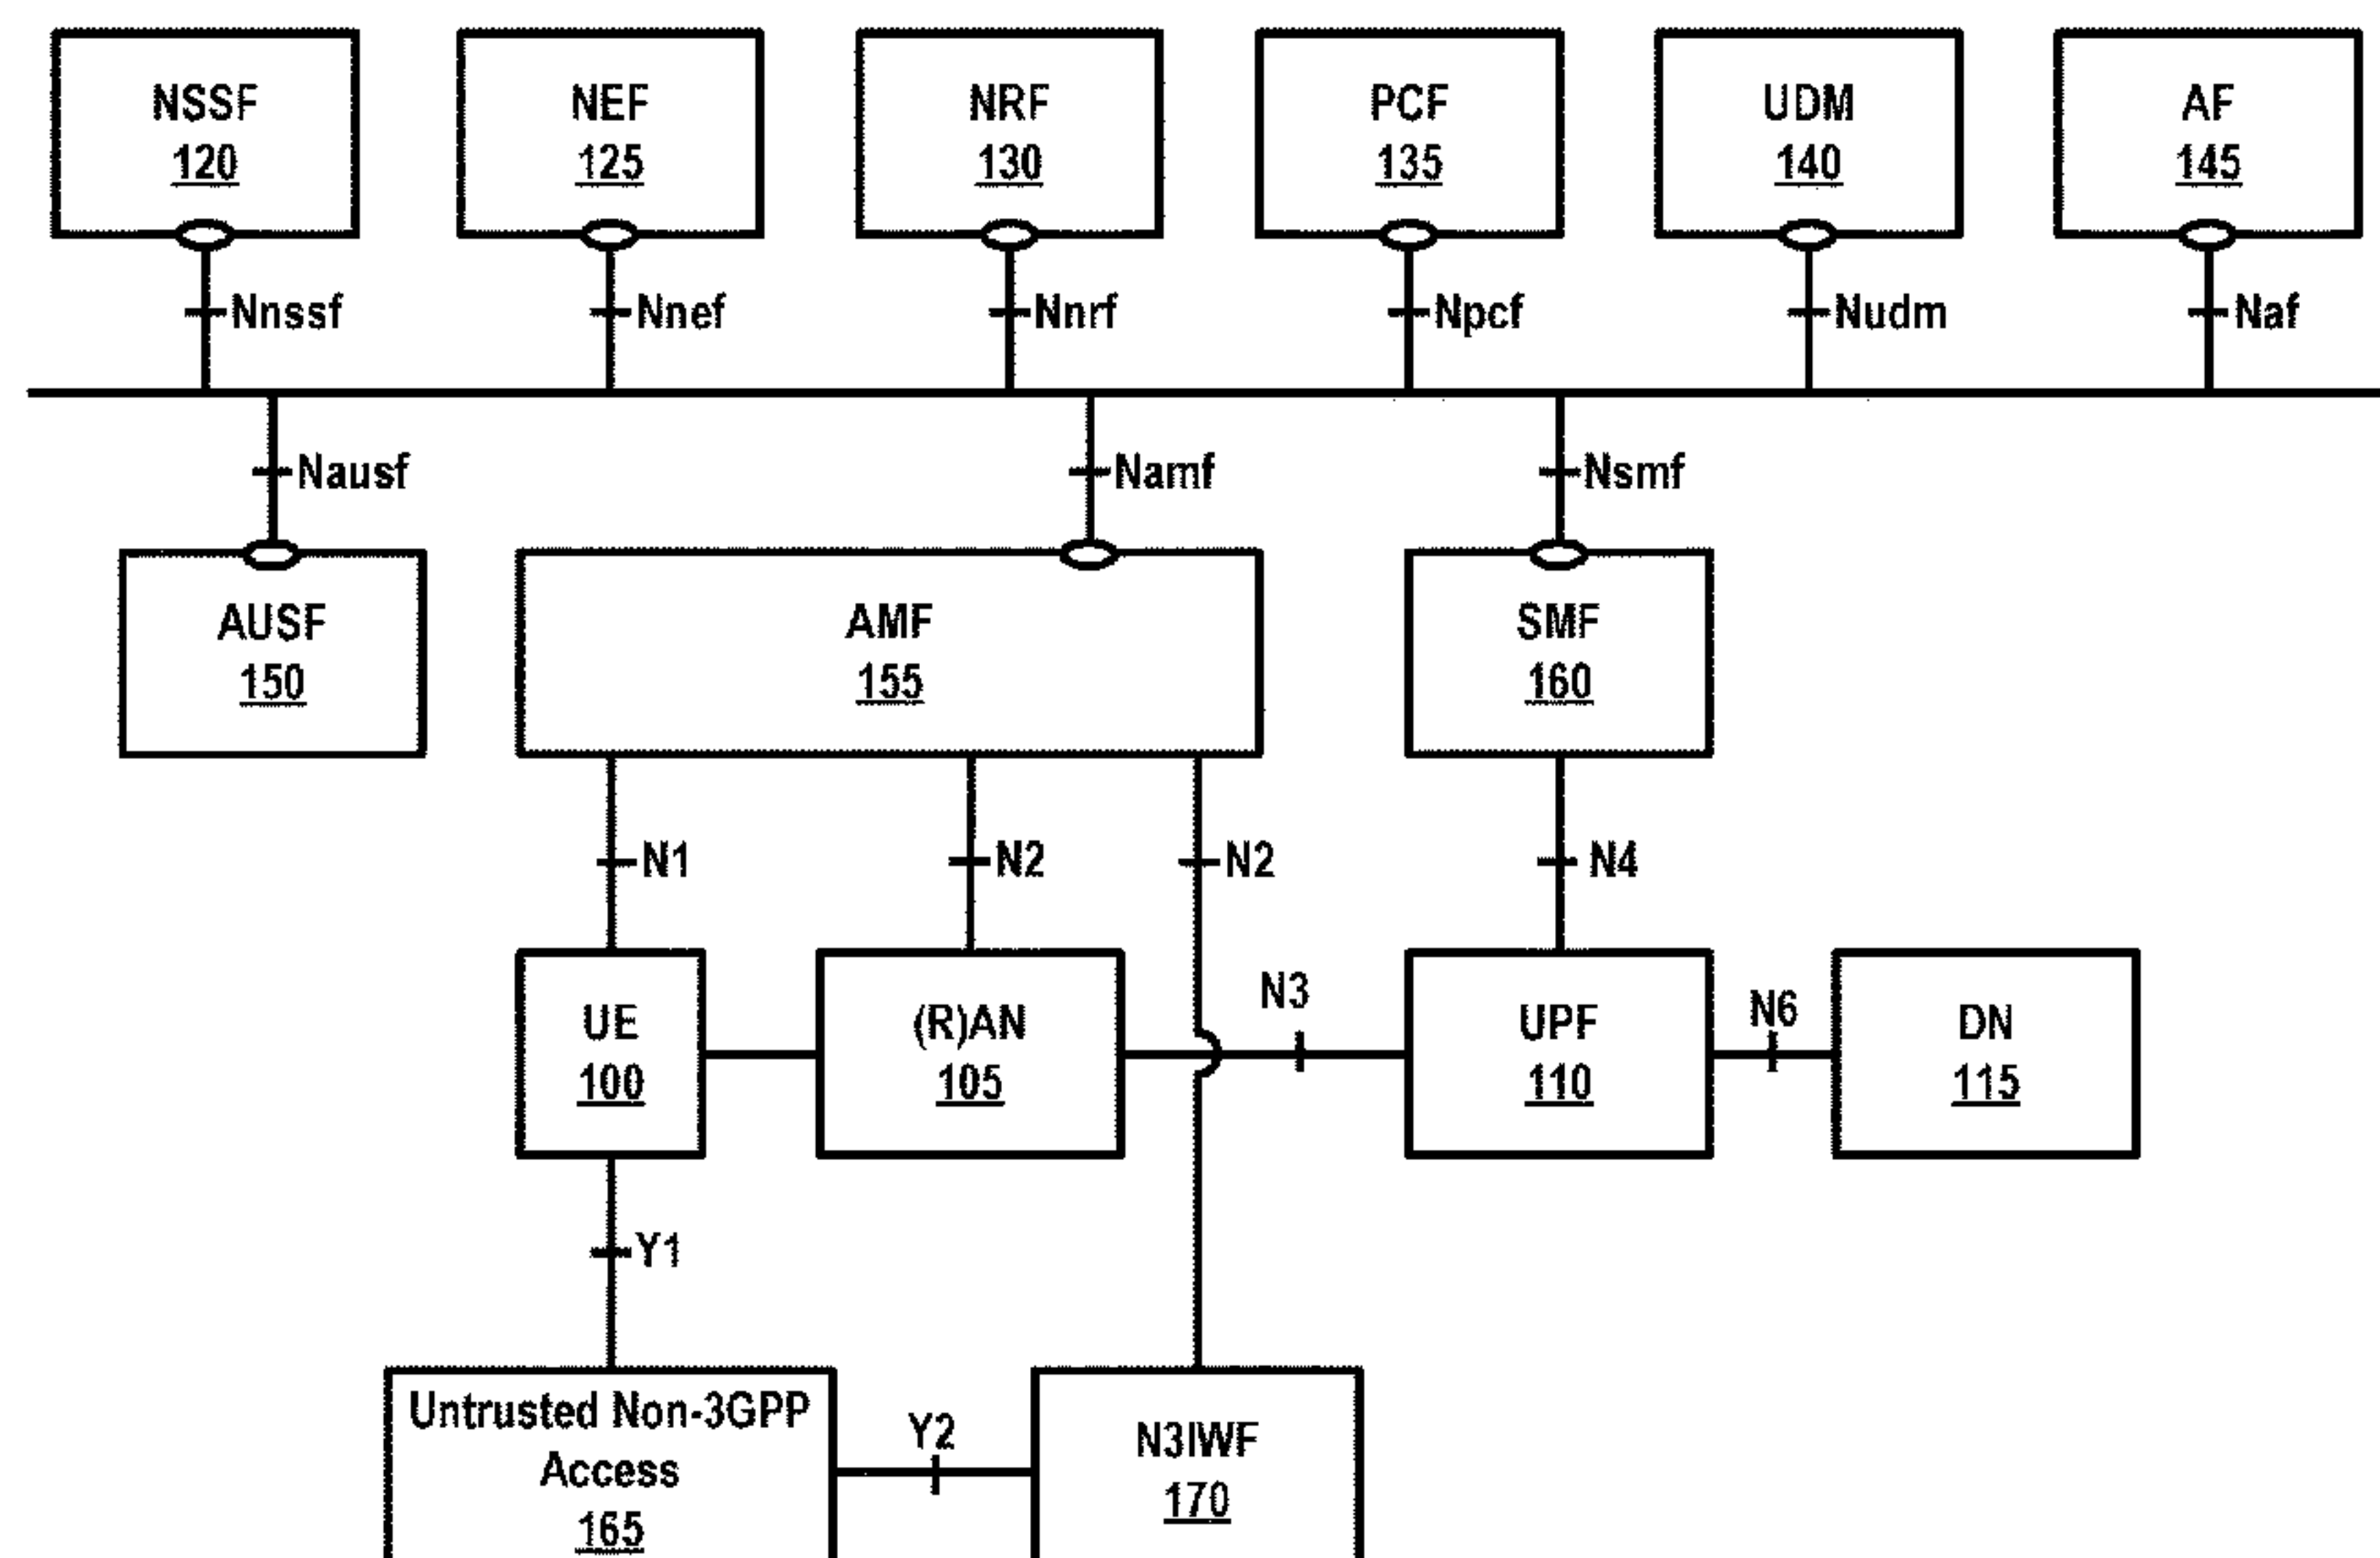 NSSF
120
NEF
125
NRF
130
PCF
135
UDM
140
AF
145
Nnssf
Nnef
Nnrf
Npcf
Nudm
Naf
Nausf
Namf
Nsmf
AUSF
150
AMF
155
SMF
160
N1
N2
N2
N4
UE
100
(R)AN
105
N3
UPF
110
N6
DN
115
Y1
Untrusted Non-3GPP
Access
165
Y2
N3IWF
170